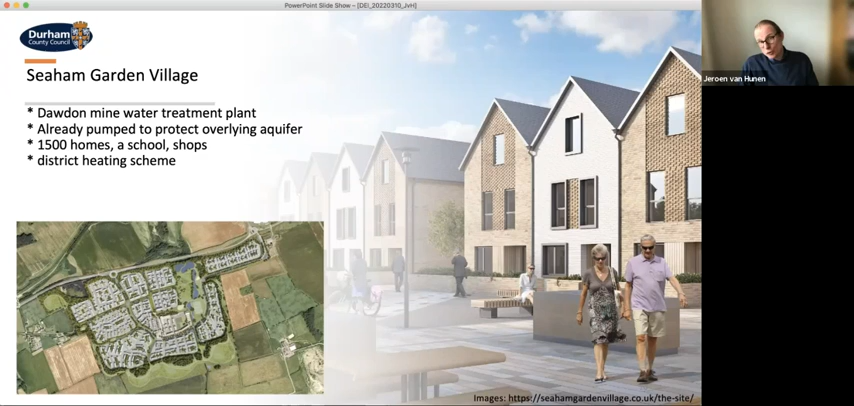 PowerPoint Slide Show – [DEI_20220310_JvH]
Durham
County Council
Seaham Garden Village
* Dawdon mine water treatment plant
* Already pumped to protect overlying aquifer
* 1500 homes, a school, shops
* district heating scheme
Jeroen van Hunen
Images: https://seahamgardenvillage.co.uk/the-site/